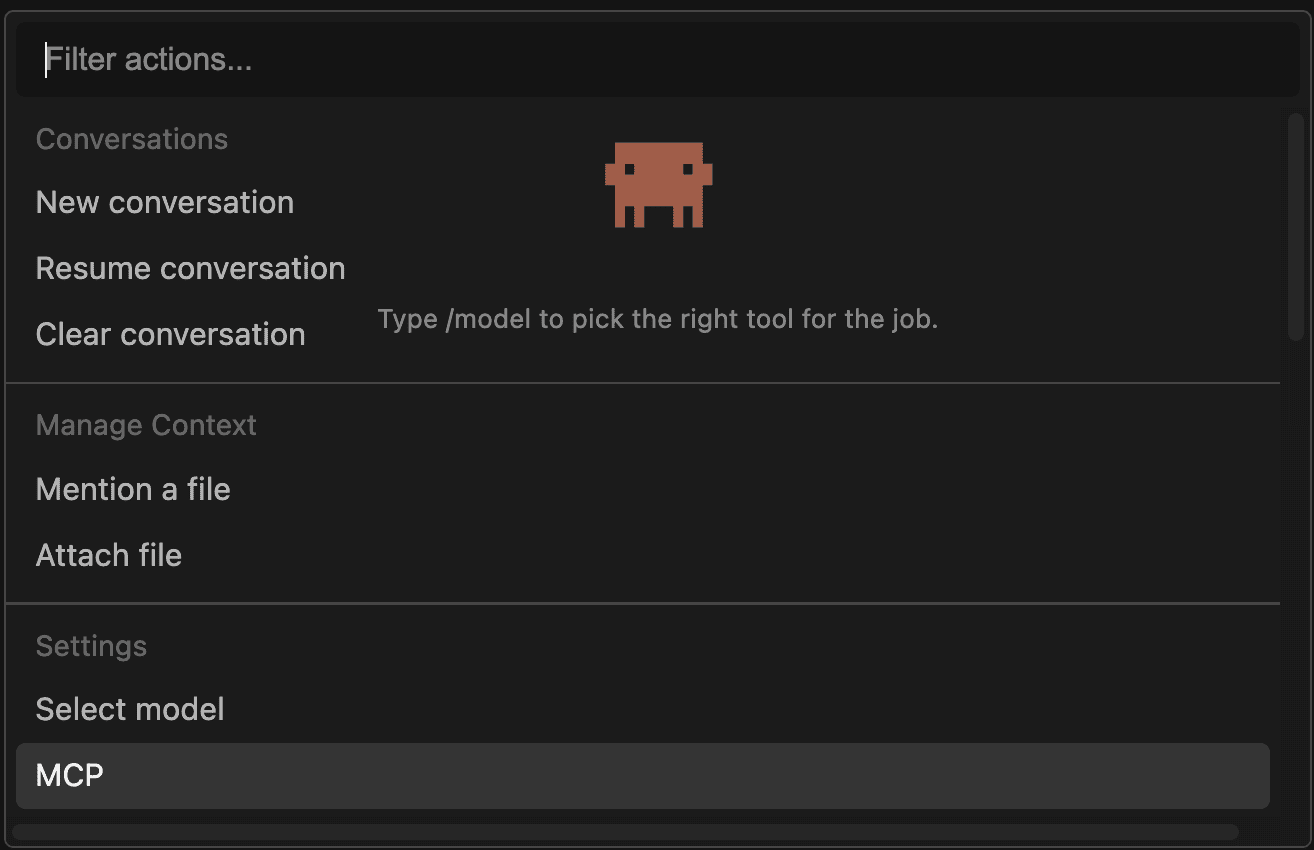 Filter actions...
Conversations
New conversation
Resume conversation
Clear conversation
Type /model to pick the right tool for the job.
Manage Context
Mention a file
Attach file
Settings
Select model
MCP